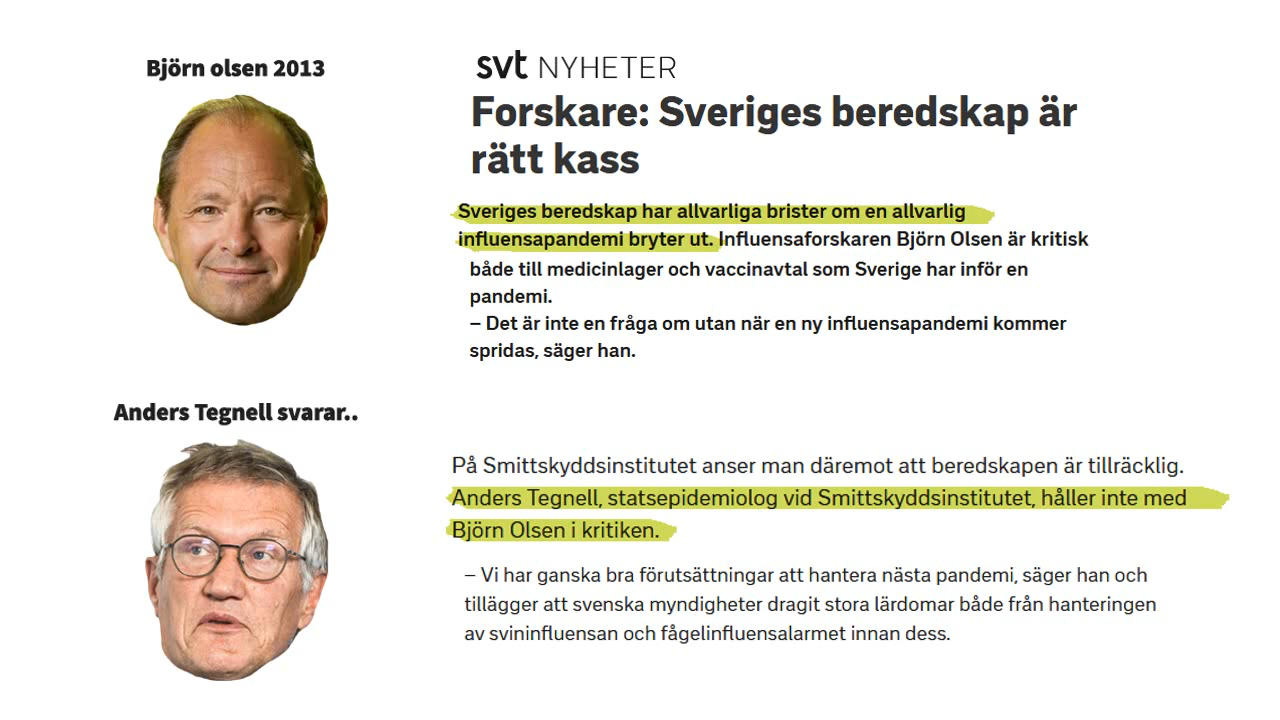 Björn olsen 2013
svt NYHETER
Forskare: Sveriges beredskap är
rätt kass
Sveriges beredskap har allvarliga brister om en allvarlig
influensapandemi bryter ut. Influensaforskaren Björn Olsen är kritisk
både till medicinlager och vaccinavtal som Sverige har inför en
pandemi.
– Det är inte en fråga om utan när en ny influensapandemi kommer
spridas, säger han.
Anders Tegnell svarar..
På Smittskyddsinstitutet anser man däremot att beredskapen är tillräcklig.
Anders Tegnell, statsepidemiolog vid Smittskyddsinstitutet, håller inte med
Björn Olsen i kritiken.
– Vi har ganska bra förutsättningar att hantera nästa pandemi, säger han och
tillägger att svenska myndigheter dragit stora lärdomar både från hanteringen
av svininfluensan och fågelinfluensalarmet innan dess.